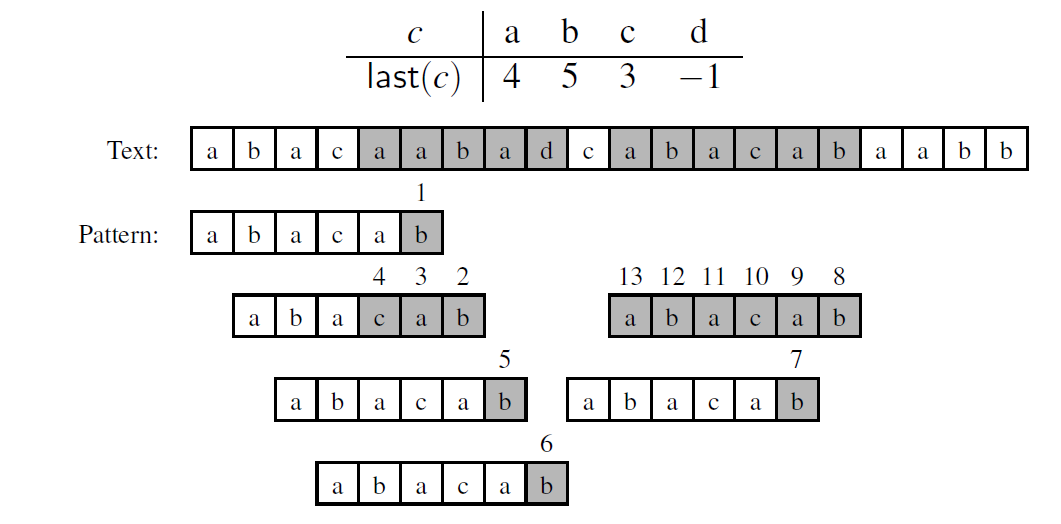 c a b c d
last(c) 4 5 3 −1
Text: a b a c a a b a d c a b a c a b a a b b
1
Pattern: a b a c a b
4 3 2 13 12 11 10 9 8
a b a c a b a b a c a b
5 7
a b a c a b a b a c a b
6
a b a c a b